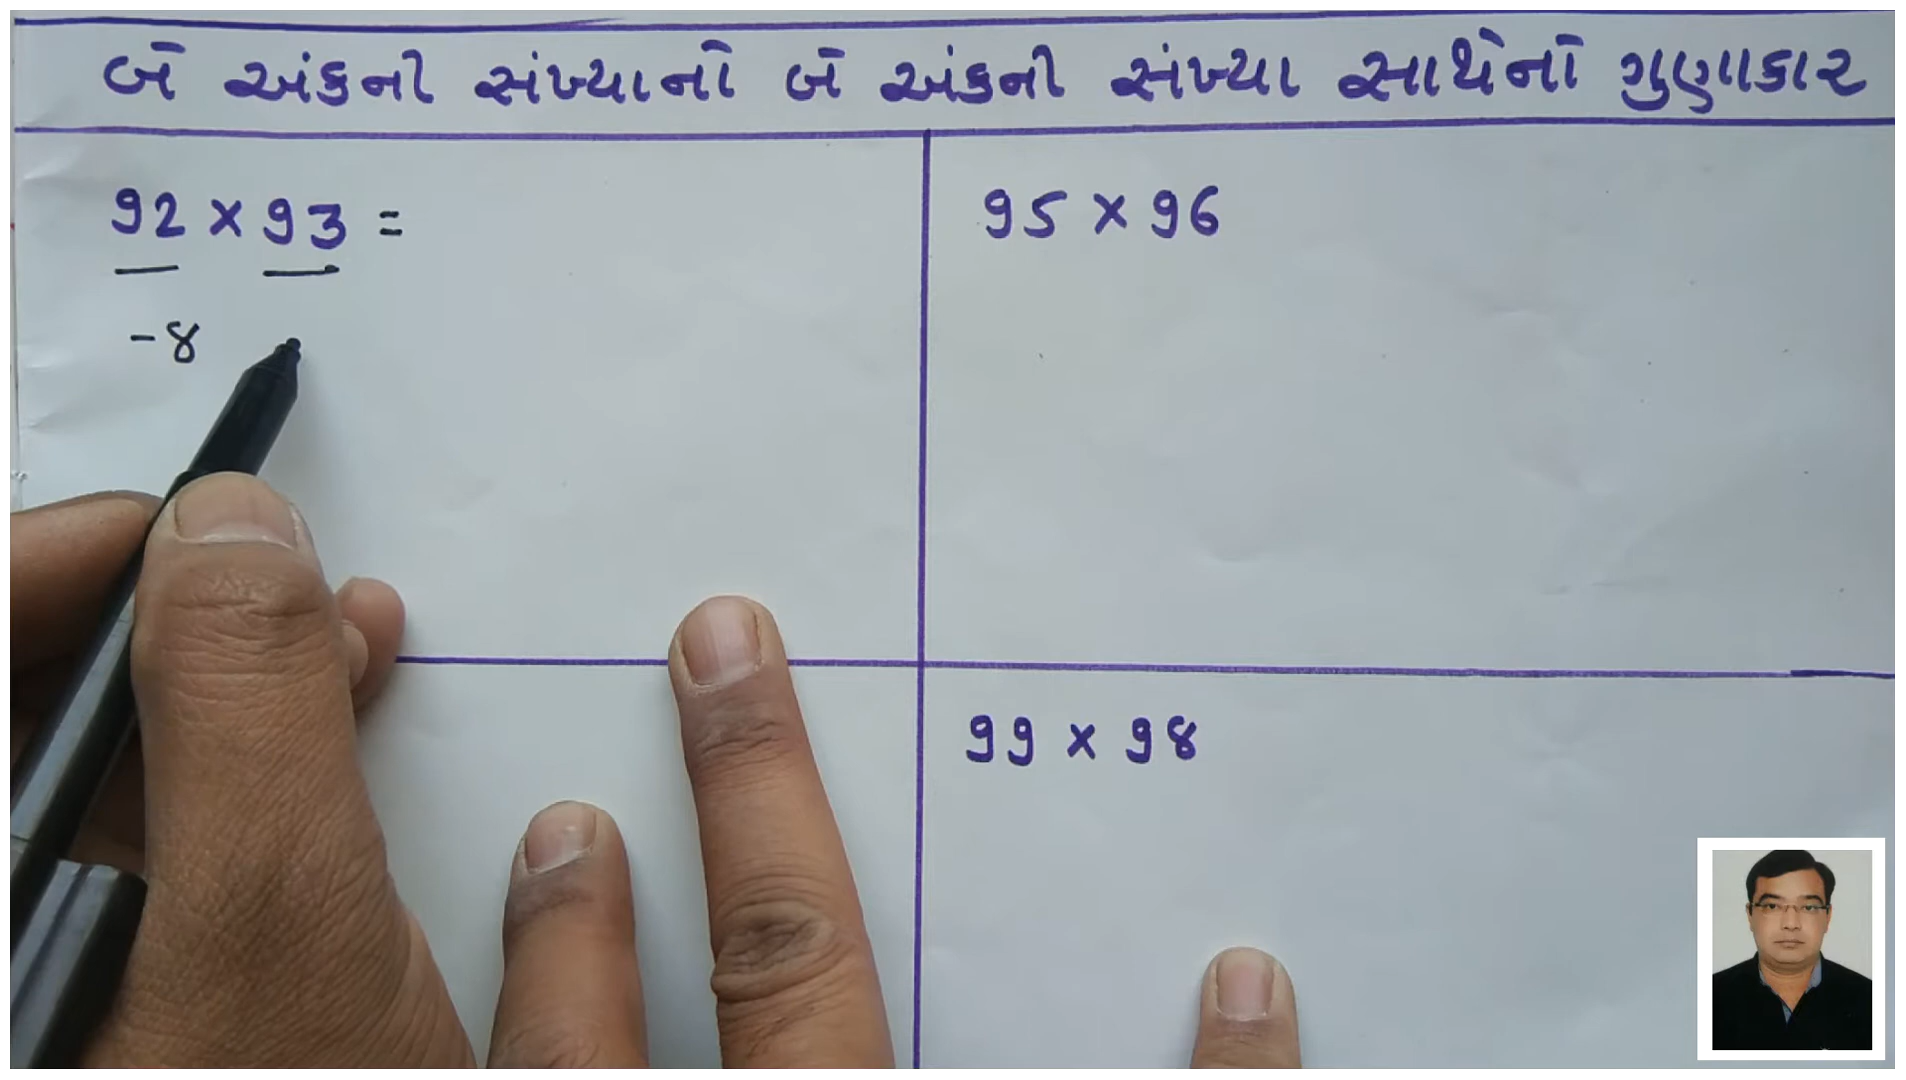 બે અંકની સંખ્યાનો બે અંકની સંખ્યા સાથેનો ગુણાકાર
92 × 93 =
-8
95 × 96
99 × 98